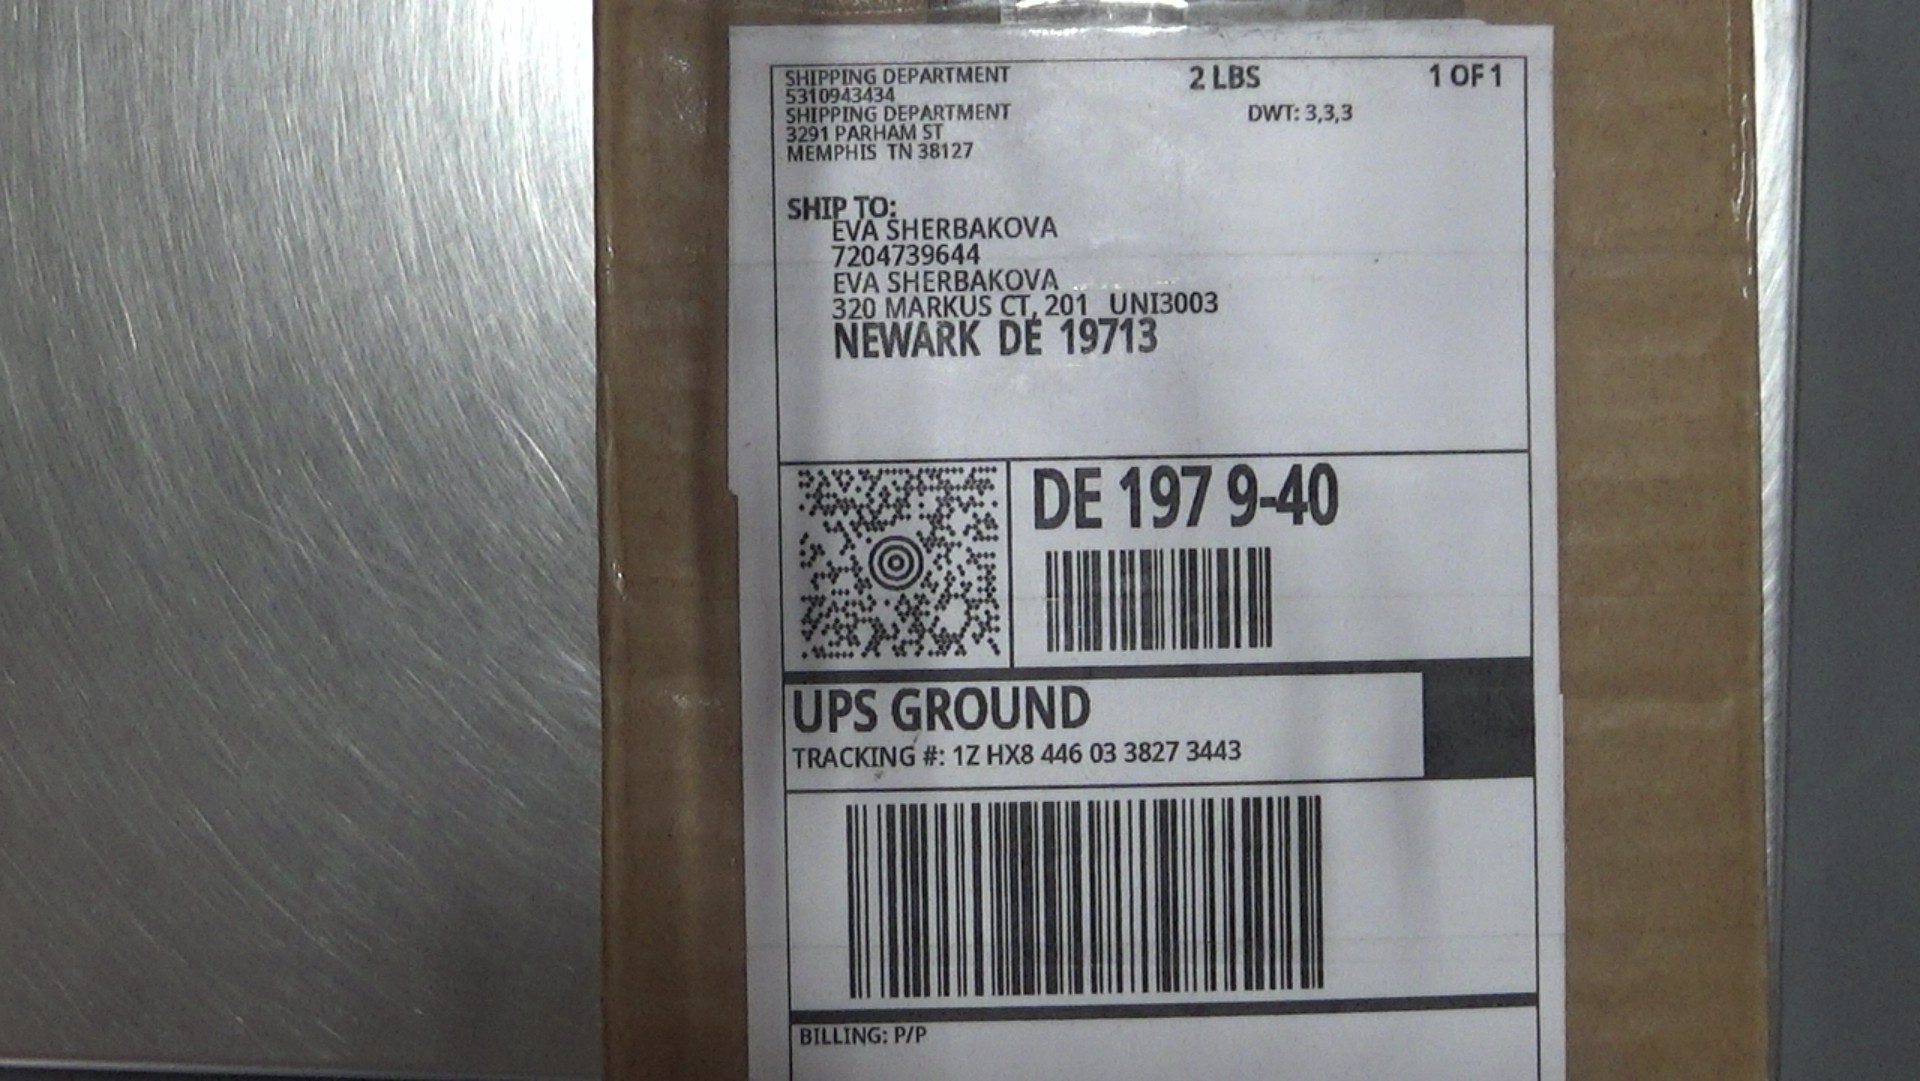 SHIPPING DEPARTMENT 2 LBS 1 OF 1
5310943434
SHIPPING DEPARTMENT DWT: 3,3,3
3291 PARHAM ST
MEMPHIS TN 38127
SHIP TO:
EVA SHERBAKOVA
7204739644
EVA SHERBAKOVA
320 MARKUS CT, 201 UNI3003
NEWARK DE 19713
DE 197 9-40
UPS GROUND
TRACKING #: 1Z HX8 446 03 3827 3443
BILLING: P/P